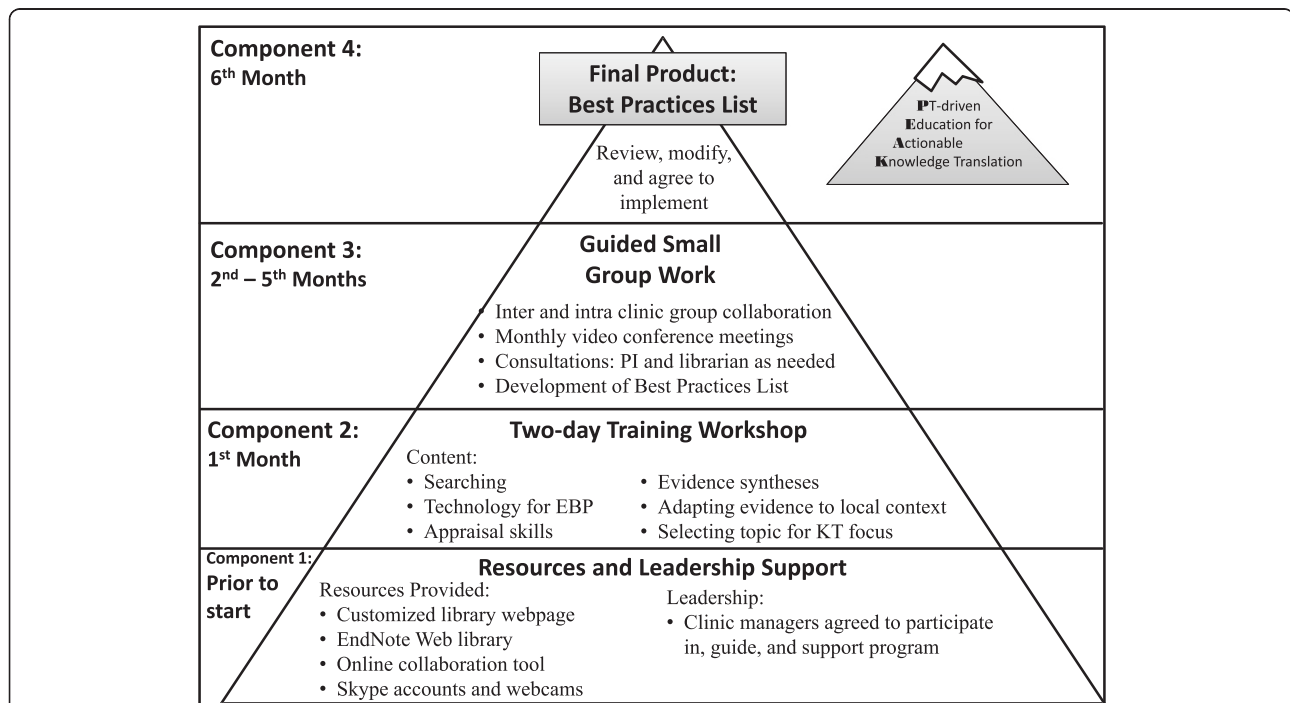 Component 4:
6th Month
Final Product:
Best Practices List
Review, modify,
and agree to
implement
PT-driven
Education for
Actionable
Knowledge Translation
Component 3:
2nd – 5th Months
Guided Small
Group Work
• Inter and intra clinic group collaboration
• Monthly video conference meetings
• Consultations: PI and librarian as needed
• Development of Best Practices List
Component 2:
1st Month
Two-day Training Workshop
Content:
• Searching
• Technology for EBP
• Appraisal skills
• Evidence syntheses
• Adapting evidence to local context
• Selecting topic for KT focus
Component 1:
Prior to
start
Resources and Leadership Support
Resources Provided:
• Customized library webpage
• EndNote Web library
• Online collaboration tool
• Skype accounts and webcams
Leadership:
• Clinic managers agreed to participate
in, guide, and support program